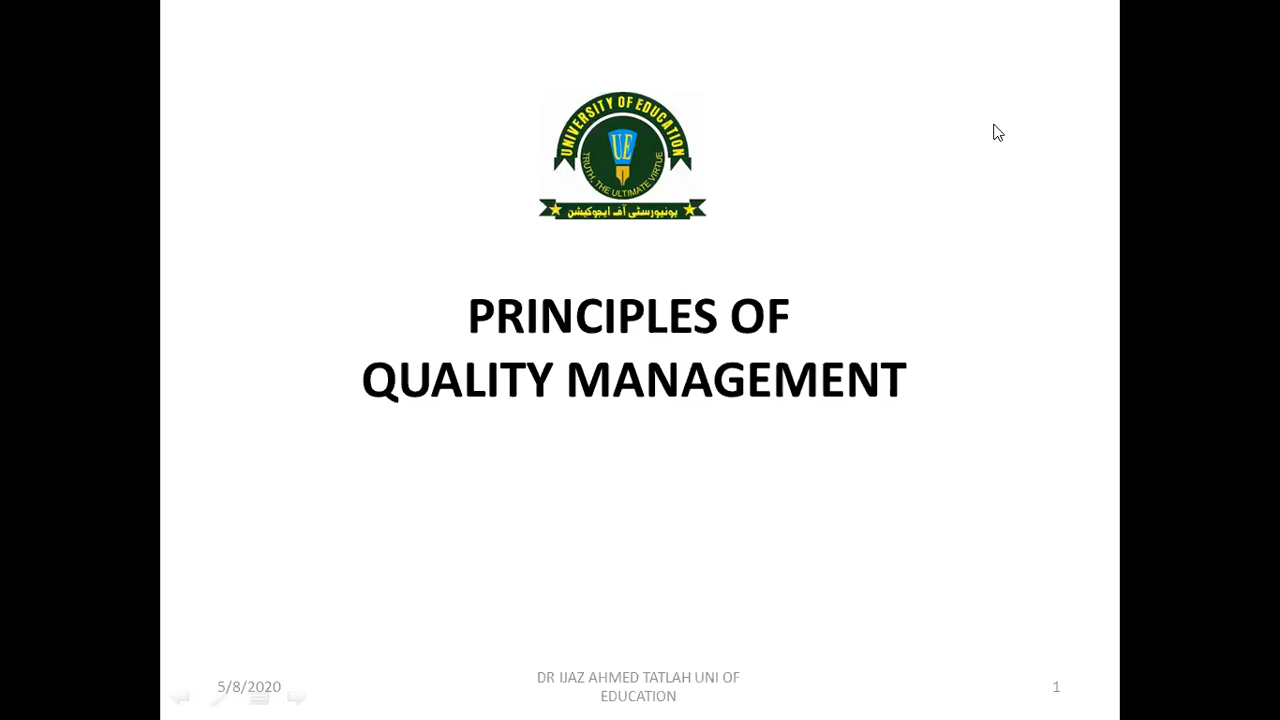 UNIVERSITY OF EDUCATION
UE
TRUTH, THE ULTIMATE VIRTUE
یونیورسٹی آف ایجوکیشن
PRINCIPLES OF
QUALITY MANAGEMENT
5/8/2020
DR IJAZ AHMED TATLAH UNI OF
EDUCATION
1